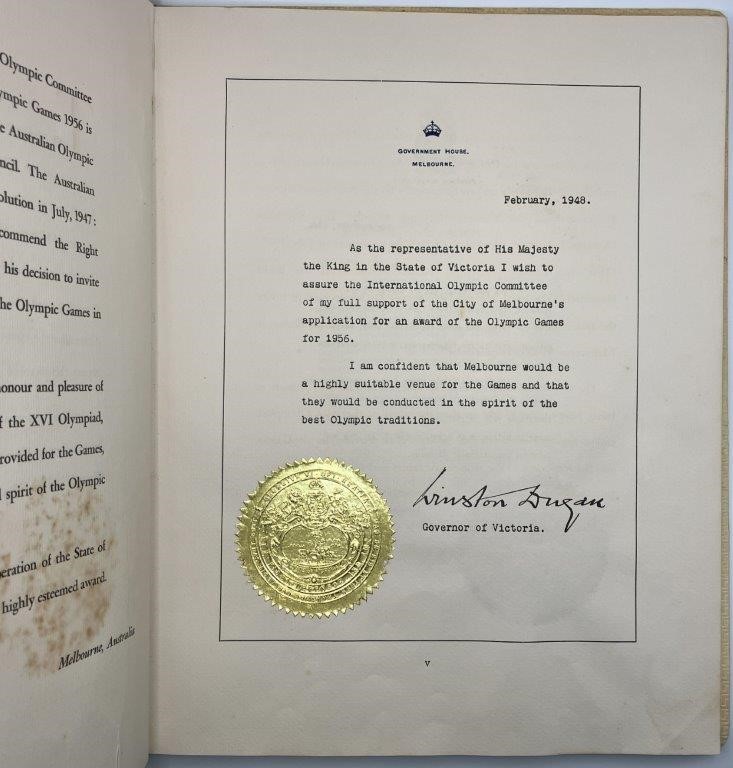 Olympic Committee
ympic Games 1956 is
e Australian Olympic
ncil. The Australian
olution in July, 1947:
commend the Right
his decision to invite
he Olympic Games in
onour and pleasure of
f the XVI Olympiad,
rovided for the Games,
l spirit of the Olympic
eration of the State of
highly esteemed award.
Melbourne, Australia
GOVERNMENT HOUSE.
MELBOURNE.
February, 1948.
As the representative of His Majesty
the King in the State of Victoria I wish to
assure the International Olympic Committee
of my full support of the City of Melbourne's
application for an award of the Olympic Games
for 1956.
I am confident that Melbourne would be
a highly suitable venue for the Games and that
they would be conducted in the spirit of the
best Olympic traditions.
Winston Dugan
Governor of Victoria.
V